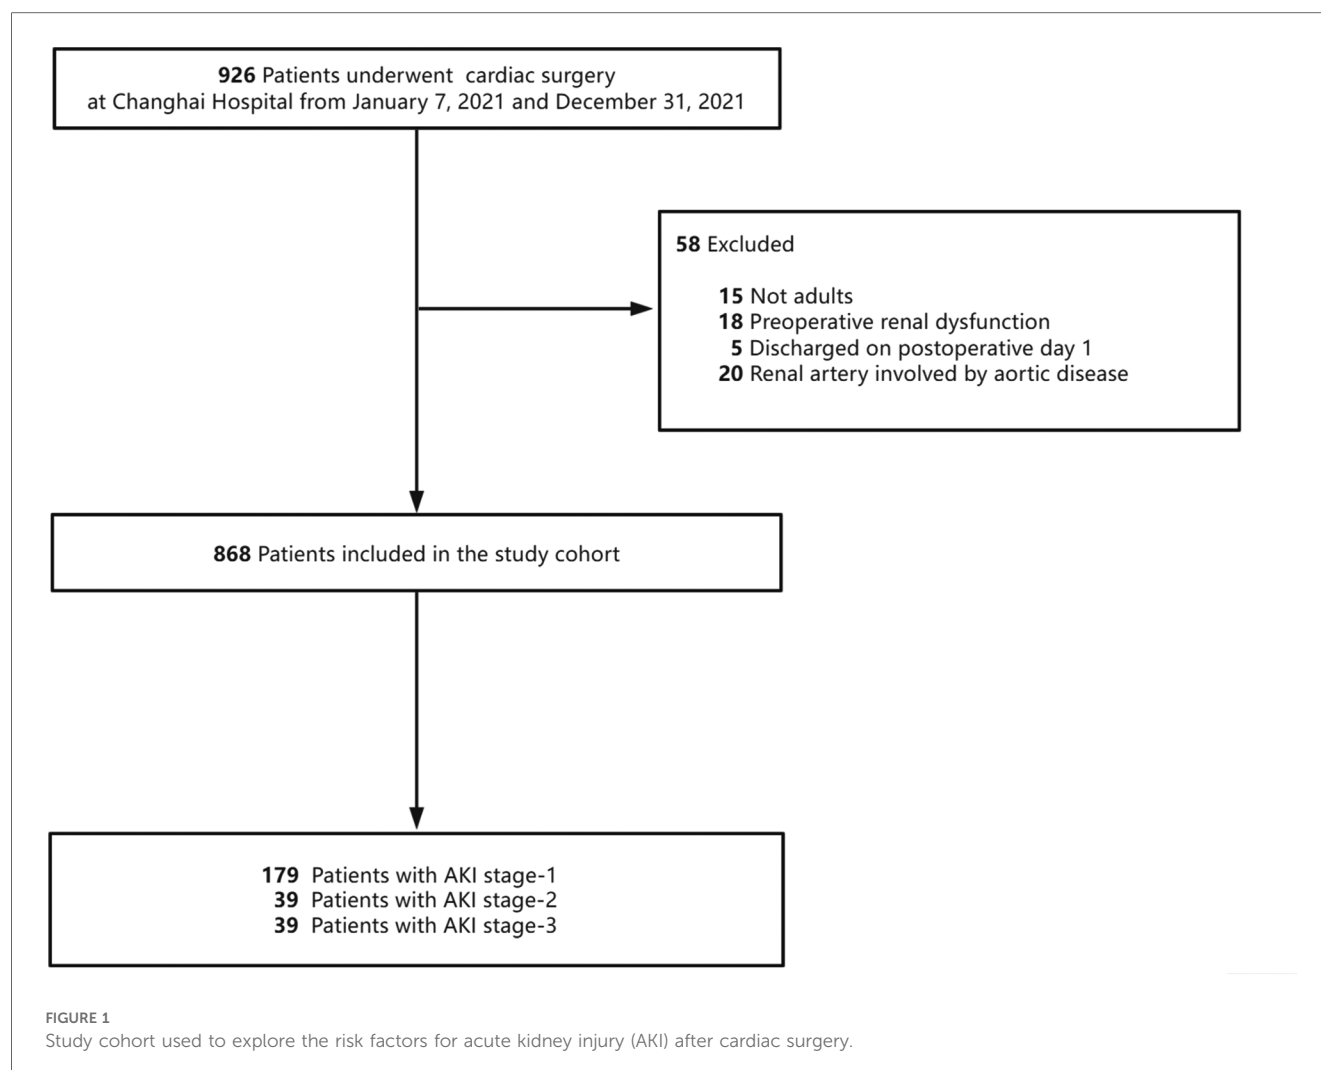 926 Patients underwent cardiac surgery
at Changhai Hospital from January 7, 2021 and December 31, 2021
58 Excluded
15 Not adults
18 Preoperative renal dysfunction
5 Discharged on postoperative day 1
20 Renal artery involved by aortic disease
868 Patients included in the study cohort
179 Patients with AKI stage-1
39 Patients with AKI stage-2
39 Patients with AKI stage-3
FIGURE 1
Study cohort used to explore the risk factors for acute kidney injury (AKI) after cardiac surgery.